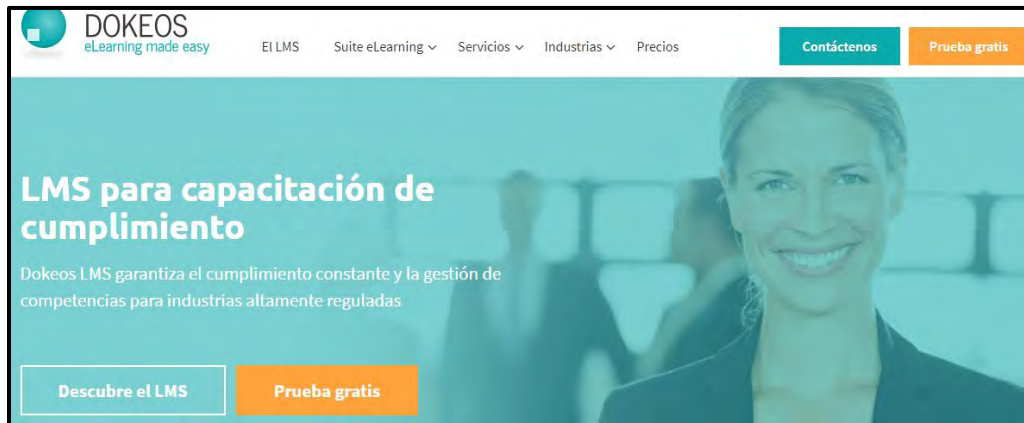 DOKEOS
eLearning made easy
El LMS Suite eLearning Servicios Industrias Precios Contáctenos Prueba gratis
LMS para capacitación de
cumplimiento
Dokeos LMS garantiza el cumplimiento constante y la gestión de
competencias para industrias altamente reguladas
Descubre el LMS Prueba gratis